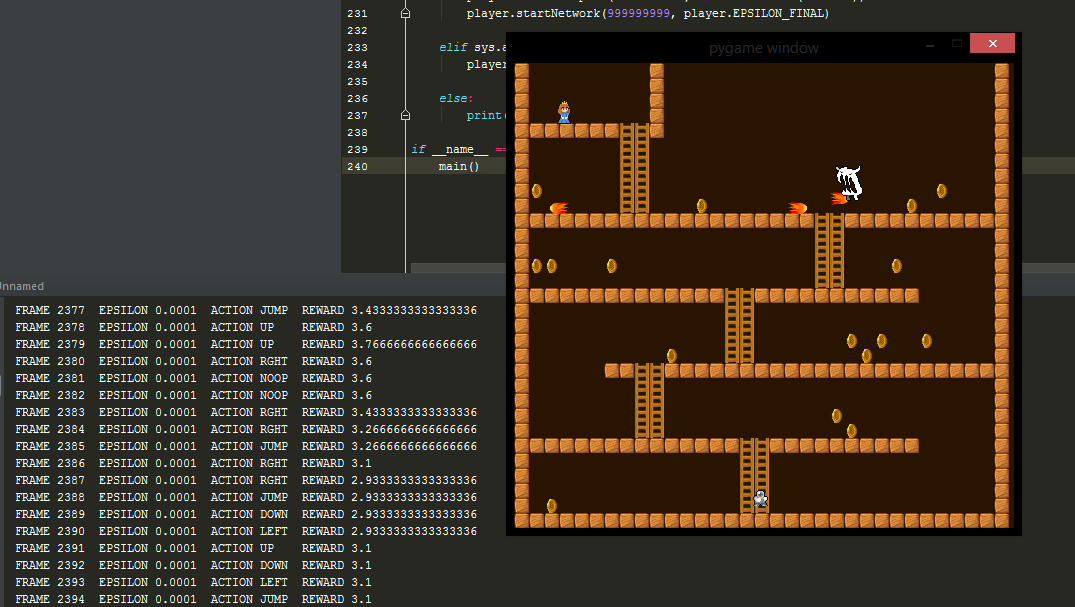 231 player.startNetwork(999999999, player.EPSILON_FINAL)
232
233 elif sys.a
234 player
235
236 else:
237 print(
238
239 if __name__ ==
240 main()
pygame window
Unnamed
FRAME 2377 EPSILON 0.0001 ACTION JUMP REWARD 3.4333333333333336
FRAME 2378 EPSILON 0.0001 ACTION UP REWARD 3.6
FRAME 2379 EPSILON 0.0001 ACTION UP REWARD 3.7666666666666666
FRAME 2380 EPSILON 0.0001 ACTION RGHT REWARD 3.6
FRAME 2381 EPSILON 0.0001 ACTION NOOP REWARD 3.6
FRAME 2382 EPSILON 0.0001 ACTION NOOP REWARD 3.6
FRAME 2383 EPSILON 0.0001 ACTION RGHT REWARD 3.4333333333333336
FRAME 2384 EPSILON 0.0001 ACTION RGHT REWARD 3.2666666666666666
FRAME 2385 EPSILON 0.0001 ACTION JUMP REWARD 3.2666666666666666
FRAME 2386 EPSILON 0.0001 ACTION RGHT REWARD 3.1
FRAME 2387 EPSILON 0.0001 ACTION RGHT REWARD 2.9333333333333336
FRAME 2388 EPSILON 0.0001 ACTION JUMP REWARD 2.9333333333333336
FRAME 2389 EPSILON 0.0001 ACTION DOWN REWARD 2.9333333333333336
FRAME 2390 EPSILON 0.0001 ACTION LEFT REWARD 2.9333333333333336
FRAME 2391 EPSILON 0.0001 ACTION UP REWARD 3.1
FRAME 2392 EPSILON 0.0001 ACTION DOWN REWARD 3.1
FRAME 2393 EPSILON 0.0001 ACTION LEFT REWARD 3.1
FRAME 2394 EPSILON 0.0001 ACTION JUMP REWARD 3.1